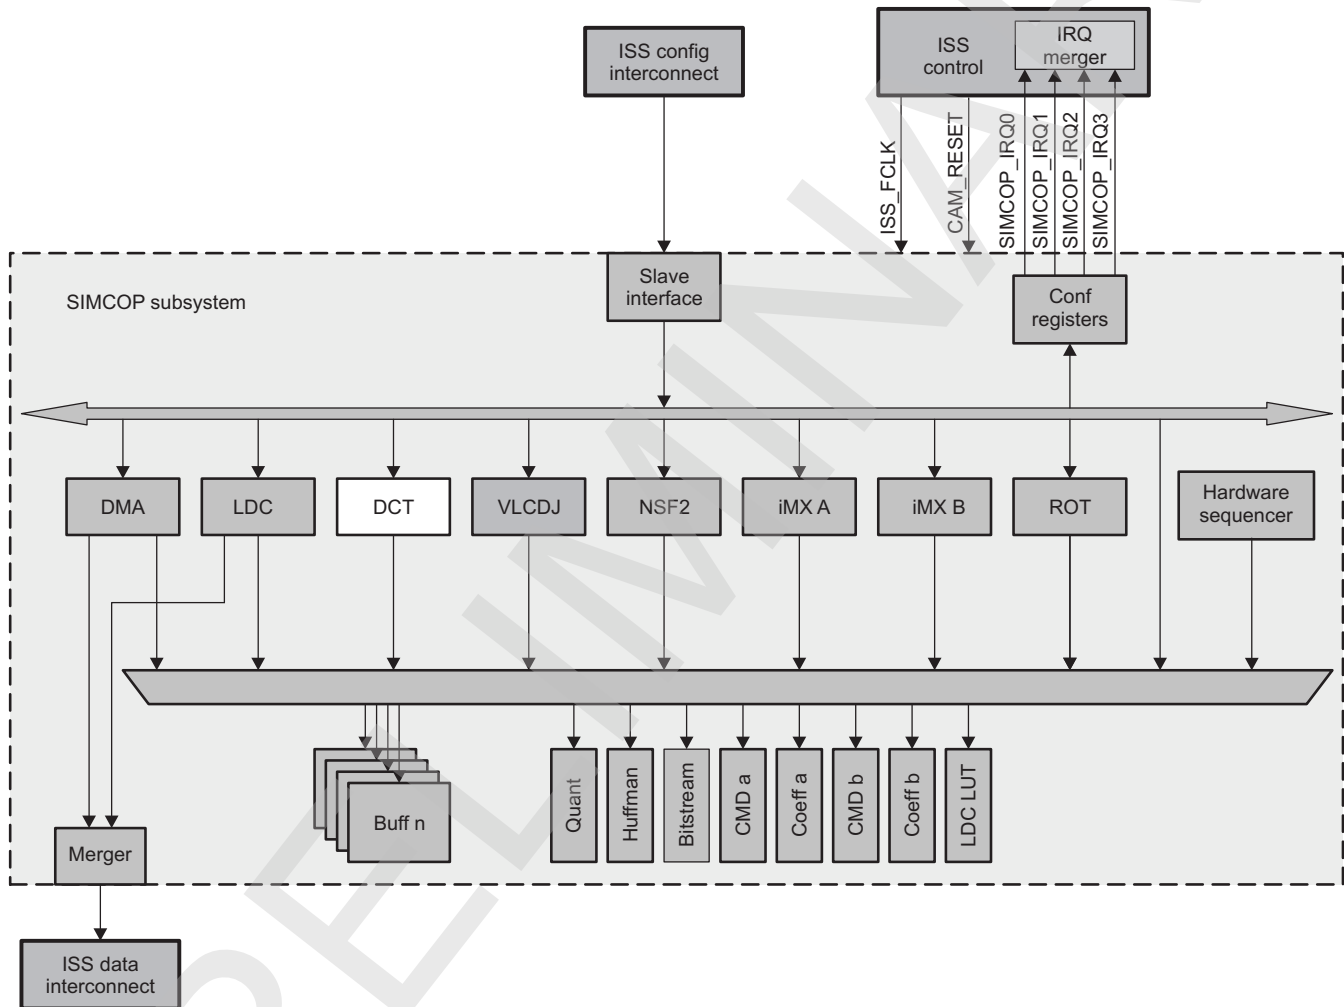 ISS config
interconnect
ISS
control
IRQ
merger
ISS_FCLK
CAM_RESET
SIMCOP_IRQ0
SIMCOP_IRQ1
SIMCOP_IRQ2
SIMCOP_IRQ3
SIMCOP subsystem
Slave
interface
Conf
registers
DMA
LDC
DCT
VLCDJ
NSF2
iMX A
iMX B
ROT
Hardware
sequencer
Buff n
Quant
Huffman
Bitstream
CMD a
Coeff a
CMD b
Coeff b
LDC LUT
Merger
ISS data
interconnect
PRELIMINARY